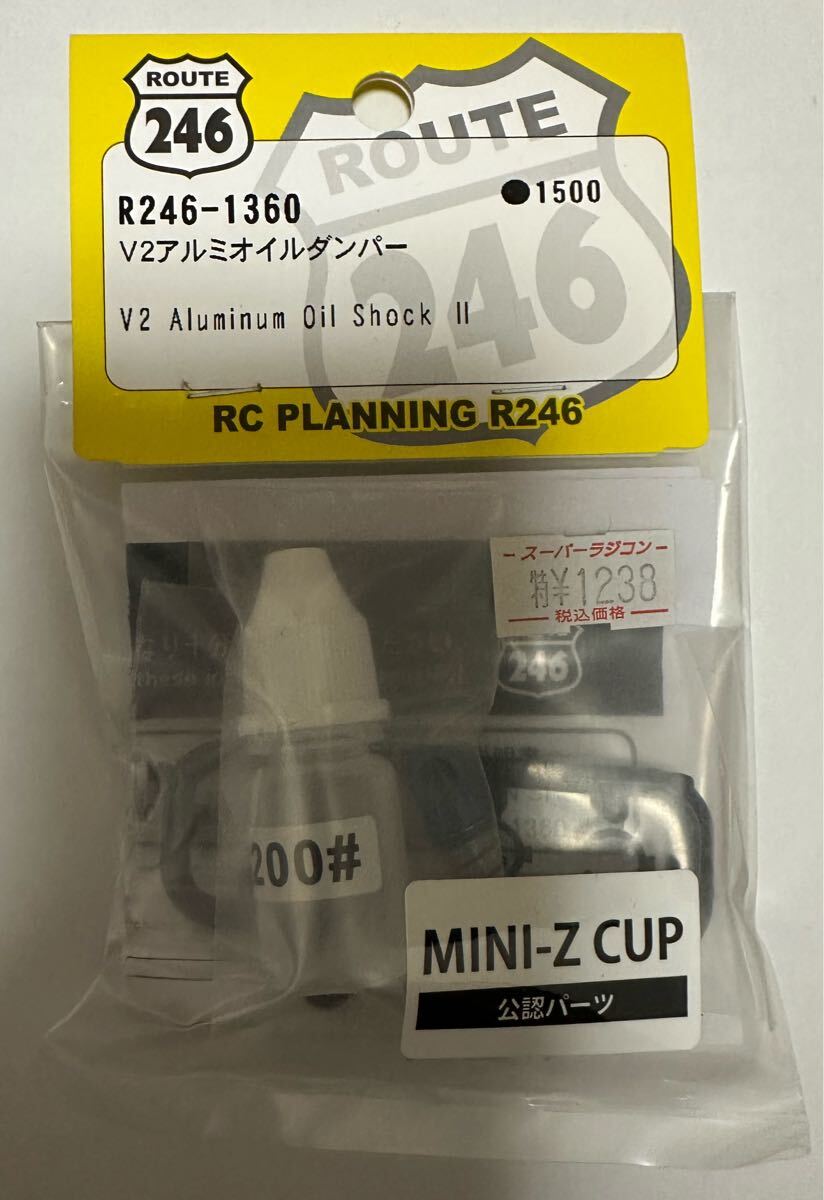 ROUTE
246
ROUTE
246
R246-1360
●1500
V2アルミオイルダンパー
V2 Aluminum Oil Shock Ⅱ
RC PLANNING R246
スーパーラジコン
特¥1238
税込価格
246
200#
MINI-Z CUP
公認パーツ